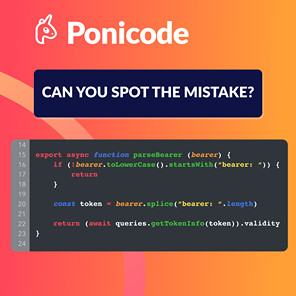 Ponicode
CAN YOU SPOT THE MISTAKE?
14
15 export async function parseBearer (bearer) {
16 if (!bearer.toLowerCase().startsWith("bearer: ")) {
17 return
18 }
19
20 const token = bearer.splice("bearer: ".length)
21
22 return (await queries.getTokenInfo(token)).validity
23 }
24